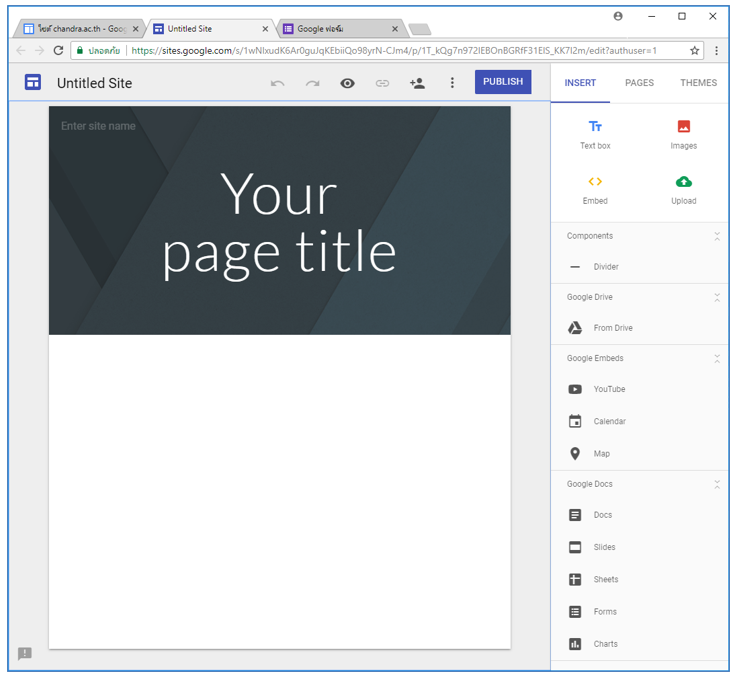 ไซต์ chandra.ac.th - Goog
Untitled Site
Google ฟอร์ม
ปลอดภัย
https://sites.google.com/s/1wNlxudK6Ar0guJqKEbiiQo98yrN-CJm4/p/1T_kQg7n972IEBOnBGRfF31EIS_KK7I2m/edit?authuser=1
Untitled Site
PUBLISH
INSERT
PAGES
THEMES
Enter site name
Your
page title
Text box
Images
Embed
Upload
Components
Divider
Google Drive
From Drive
Google Embeds
YouTube
Calendar
Map
Google Docs
Docs
Slides
Sheets
Forms
Charts